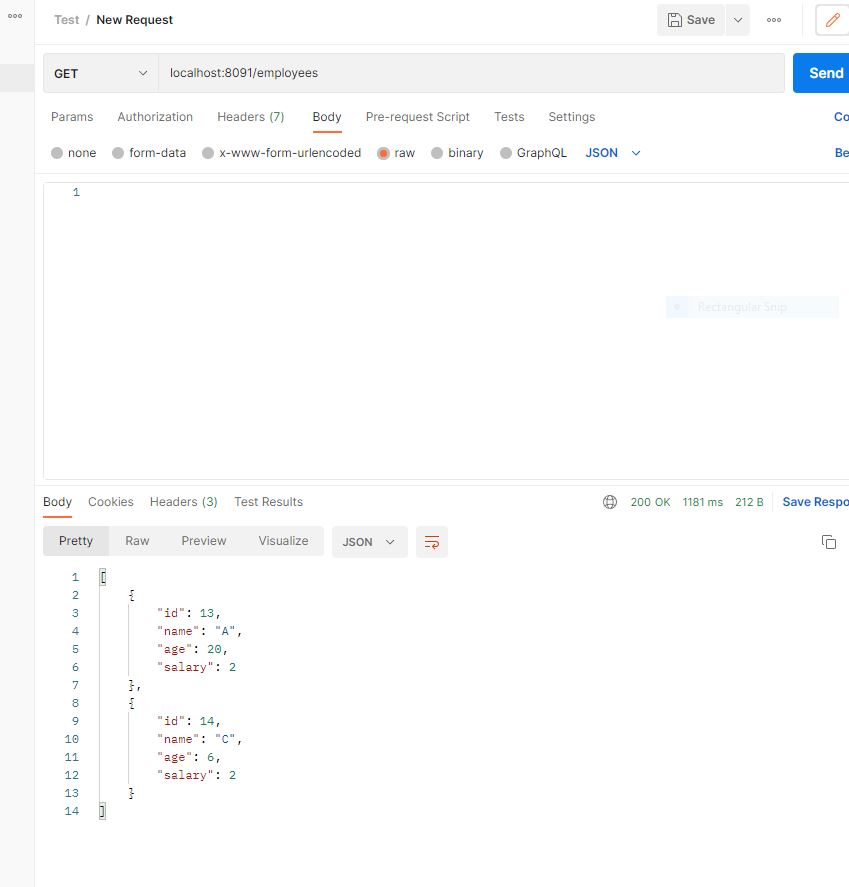 Test / New Request Save
GET localhost:8091/employees Send
Params Authorization Headers (7) Body Pre-request Script Tests Settings Co
none form-data x-www-form-urlencoded raw binary GraphQL JSON Be
1
Rectangular Snip
Body Cookies Headers (3) Test Results 200 OK 1181 ms 212 B Save Respo
Pretty Raw Preview Visualize JSON
1 [
2 {
3 "id": 13,
4 "name": "A",
5 "age": 20,
6 "salary": 2
7 },
8 {
9 "id": 14,
10 "name": "C",
11 "age": 6,
12 "salary": 2
13 }
14 ]